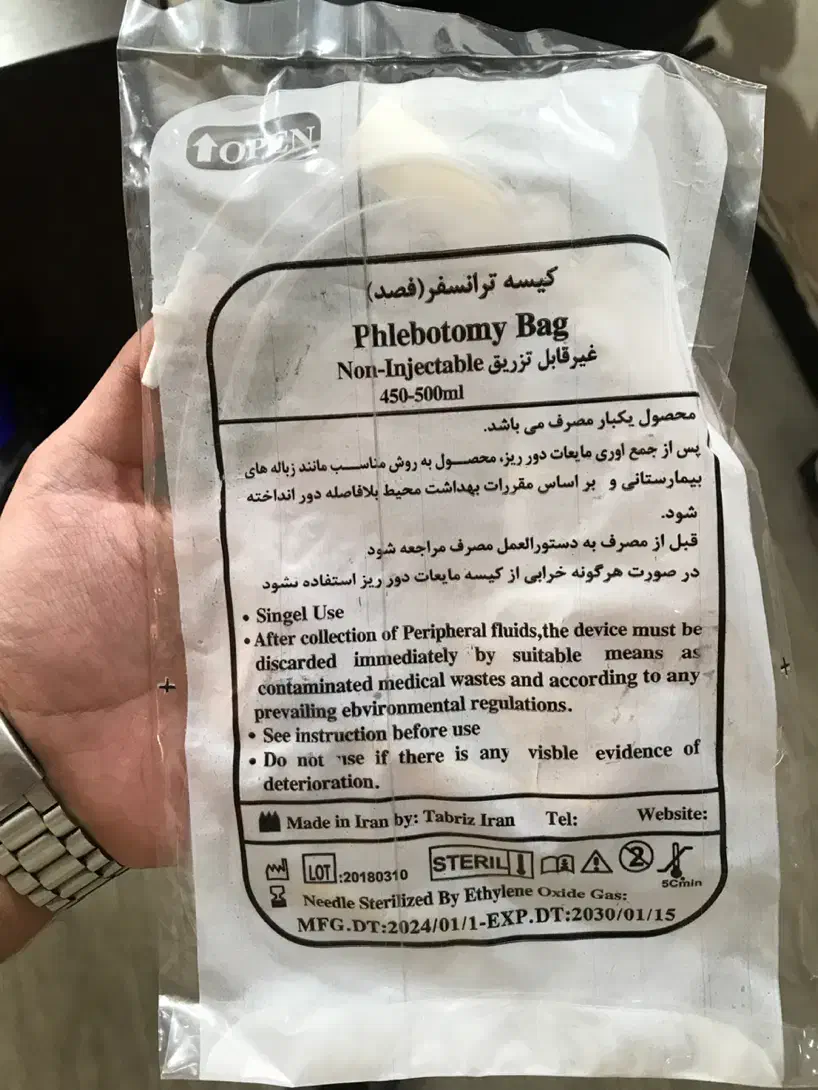 OPEN
کیسه ترانسفر(فصد)
Phlebotomy Bag
Non-Injectable غیرقابل تزریق
450-500ml
محصول یکبار مصرف می باشد.
پس از جمع اوری مایعات دور ریز، محصول به روش مناسب مانند زباله های
بیمارستانی و بر اساس مقررات بهداشت محیط بلافاصله دور انداخته
شود.
قبل از مصرف به دستورالعمل مصرف مراجعه شود
در صورت هرگونه خرابی از کیسه مایعات دور ریز استفاده نشود
• Singel Use
• After collection of Peripheral fluids,the device must be
discarded immediately by suitable means as
contaminated medical wastes and according to any
prevailing ebvironmental regulations.
• See instruction before use
• Do not use if there is any visble evidence of
deterioration.
Made in Iran by: Tabriz Iran Tel: Website:
LOT :20180310 STERIL 2 5Cmin
Needle Sterilized By Ethylene Oxide Gas:
MFG.DT:2024/01/1-EXP.DT:2030/01/15